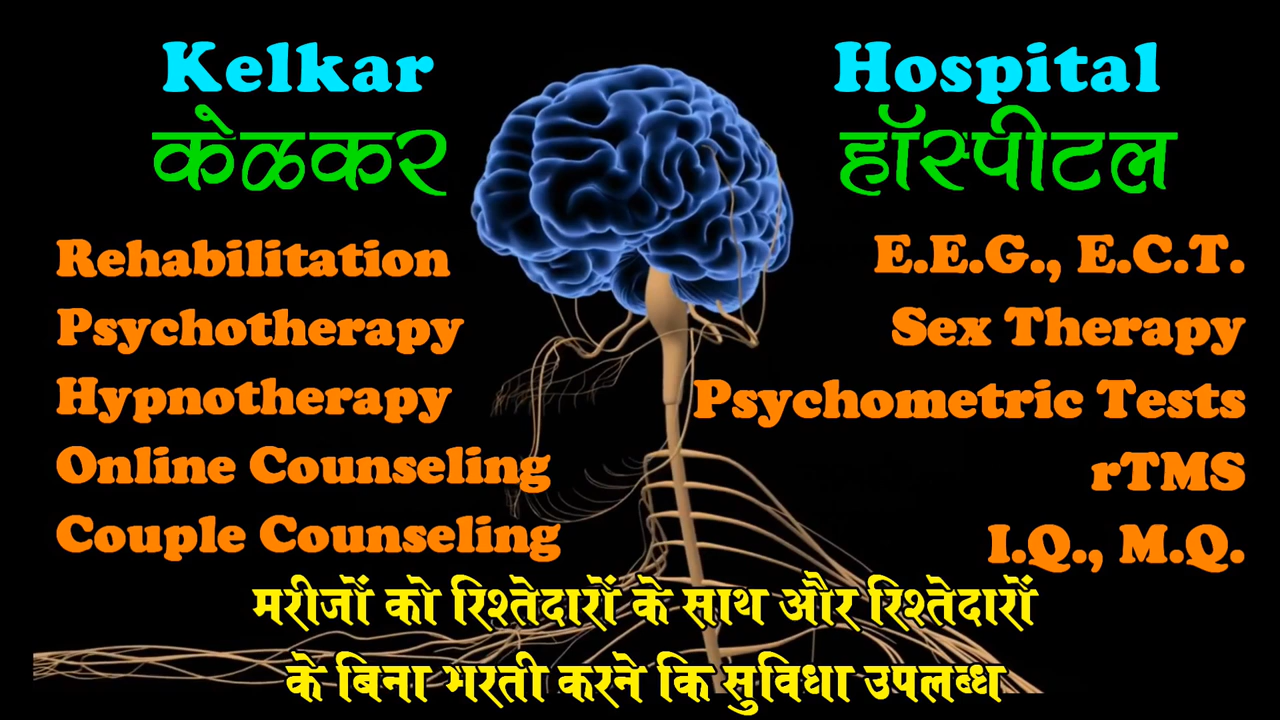 Kelkar Hospital
केळकर हॉस्पीटल
Rehabilitation
Psychotherapy
Hypnotherapy
Online Counseling
Couple Counseling
E.E.G., E.C.T.
Sex Therapy
Psychometric Tests
rTMS
I.Q., M.Q.
मरीजों को रिश्तेदारों के साथ और रिश्तेदारों
के बिना भरती करने कि सुविधा उपलब्ध